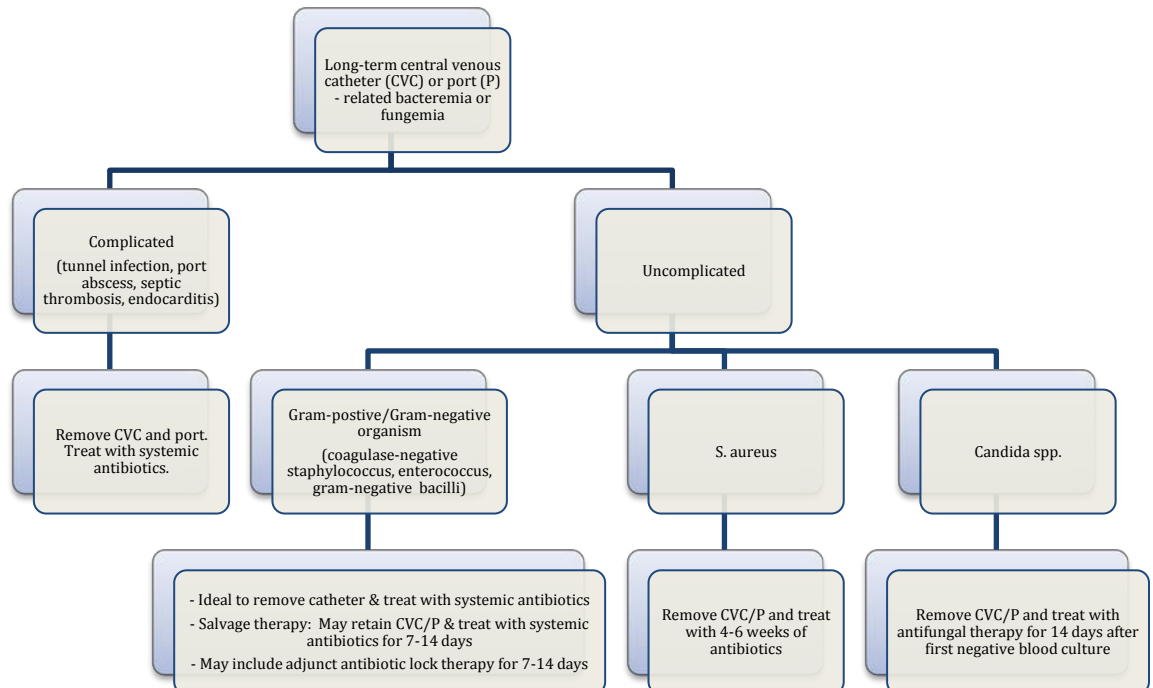 Long-term central venous
catheter (CVC) or port (P)
- related bacteremia or
fungemia
Complicated
(tunnel infection, port
abscess, septic
thrombosis, endocarditis)
Uncomplicated
Remove CVC and port.
Treat with systemic
antibiotics.
Gram-postive/Gram-negative
organism
(coagulase-negative
staphylococcus, enterococcus,
gram-negative bacilli)
S. aureus
Candida spp.
- Ideal to remove catheter & treat with systemic antibiotics
- Salvage therapy: May retain CVC/P & treat with systemic
antibiotics for 7-14 days
- May include adjunct antibiotic lock therapy for 7-14 days
Remove CVC/P and treat
with 4-6 weeks of
antibiotics
Remove CVC/P and treat with
antifungal therapy for 14 days after
first negative blood culture